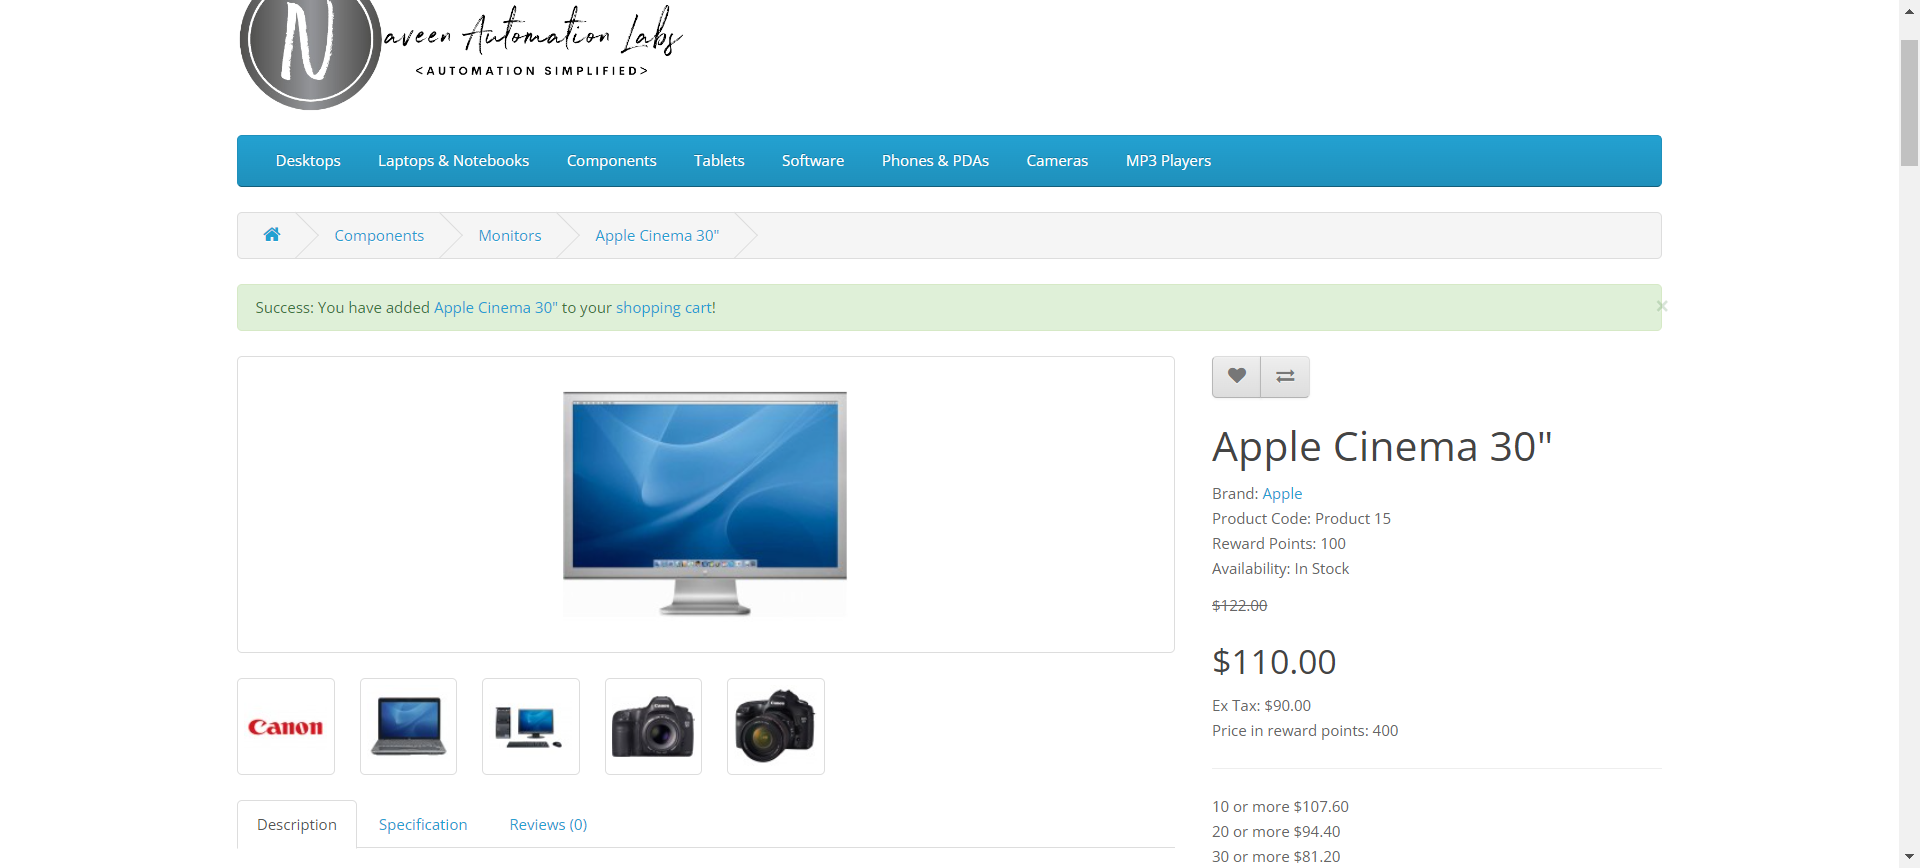 N
aveen Automation Labs
<AUTOMATION SIMPLIFIED>
Desktops Laptops & Notebooks Components Tablets Software Phones & PDAs Cameras MP3 Players
Components Monitors Apple Cinema 30"
Success: You have added Apple Cinema 30" to your shopping cart!
×
Apple Cinema 30"
Brand: Apple
Product Code: Product 15
Reward Points: 100
Availability: In Stock
$122.00
$110.00
Ex Tax: $90.00
Price in reward points: 400
Canon
10 or more $107.60
20 or more $94.40
30 or more $81.20
Description Specification Reviews (0)